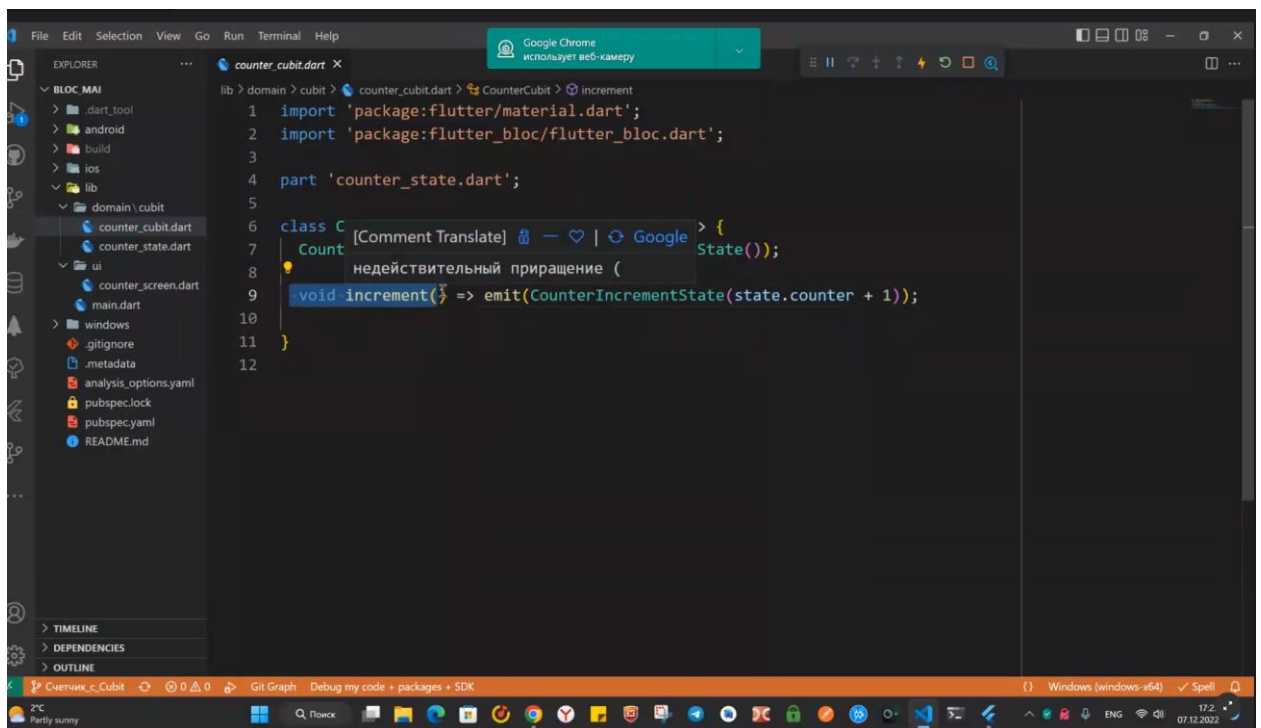 File Edit Selection View Go Run Terminal Help
Google Chrome
использует веб-камеру
EXPLORER
counter_cubit.dart
BLOC_MAI
.dart_tool
android
build
ios
lib
domain\cubit
counter_cubit.dart
counter_state.dart
ui
counter_screen.dart
main.dart
windows
.gitignore
.metadata
analysis_options.yaml
pubspec.lock
pubspec.yaml
README.md
TIMELINE
DEPENDENCIES
OUTLINE
lib > domain > cubit > counter_cubit.dart > CounterCubit > increment
1 import 'package:flutter/material.dart';
2 import 'package:flutter_bloc/flutter_bloc.dart';
3
4 part 'counter_state.dart';
5
6 class C > {
7 Count State());
8
9 void increment() => emit(CounterIncrementState(state.counter + 1));
10
11 }
12
[Comment Translate] | Google
недействительный приращение (
Счетчик_с_Cubit 0 0 Git Graph Debug my code + packages + SDK
{} Windows (windows-x64) Spell
2°C
Partly sunny
Поиск
ENG
17:2
07.12.2022